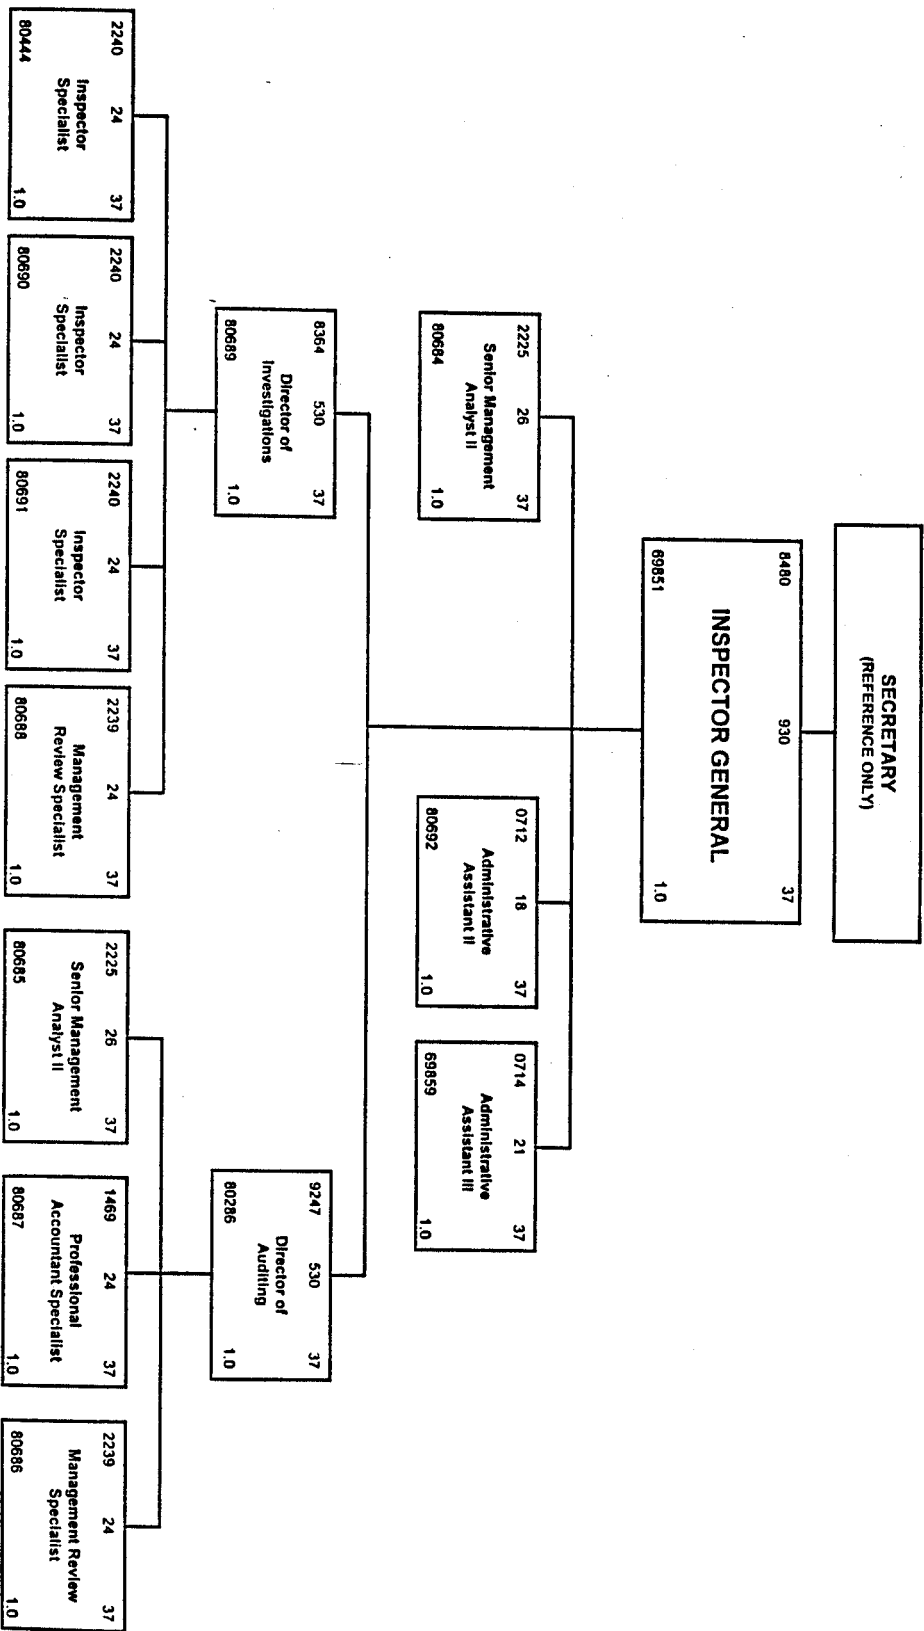 SECRETARY
(REFERENCE ONLY)
8480 930 37
INSPECTOR GENERAL
69851 1.0
2225 26 37
Senior Management
Analyst II
80684 1.0
0712 18 37
Administrative
Assistant II
80692 1.0
0714 21 37
Administrative
Assistant III
69859 1.0
8364 530 37
Director of
Investigations
80689 1.0
9247 530 37
Director of
Auditing
80286 1.0
2240 24 37
Inspector
Specialist
80444 1.0
2240 24 37
Inspector
Specialist
80690 1.0
2240 24 37
Inspector
Specialist
80691 1.0
2239 24 37
Management
Review Specialist
80688 1.0
2225 26 37
Senior Management
Analyst II
80685 1.0
1469 24 37
Professional
Accountant Specialist
80687 1.0
2239 24 37
Management Review
Specialist
80686 1.0